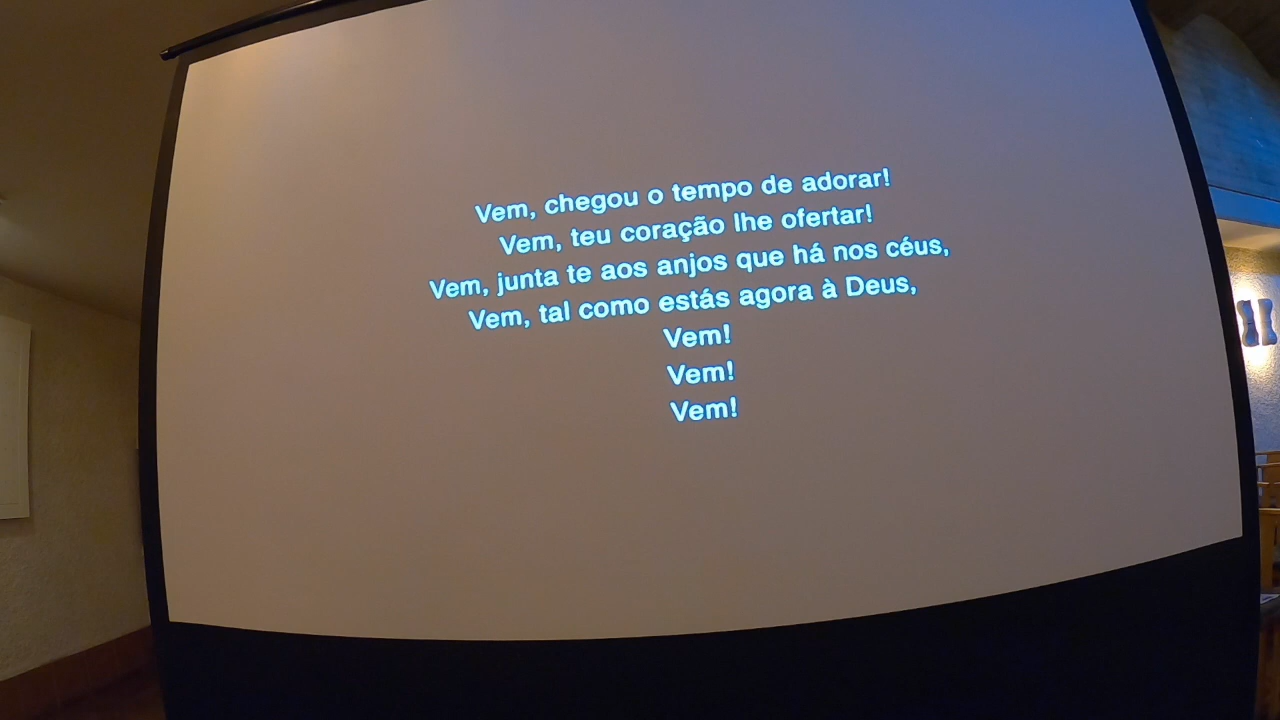 Vem, chegou o tempo de adorar!
Vem, teu coração lhe ofertar!
Vem, junta te aos anjos que há nos céus,
Vem, tal como estás agora à Deus,
Vem!
Vem!
Vem!